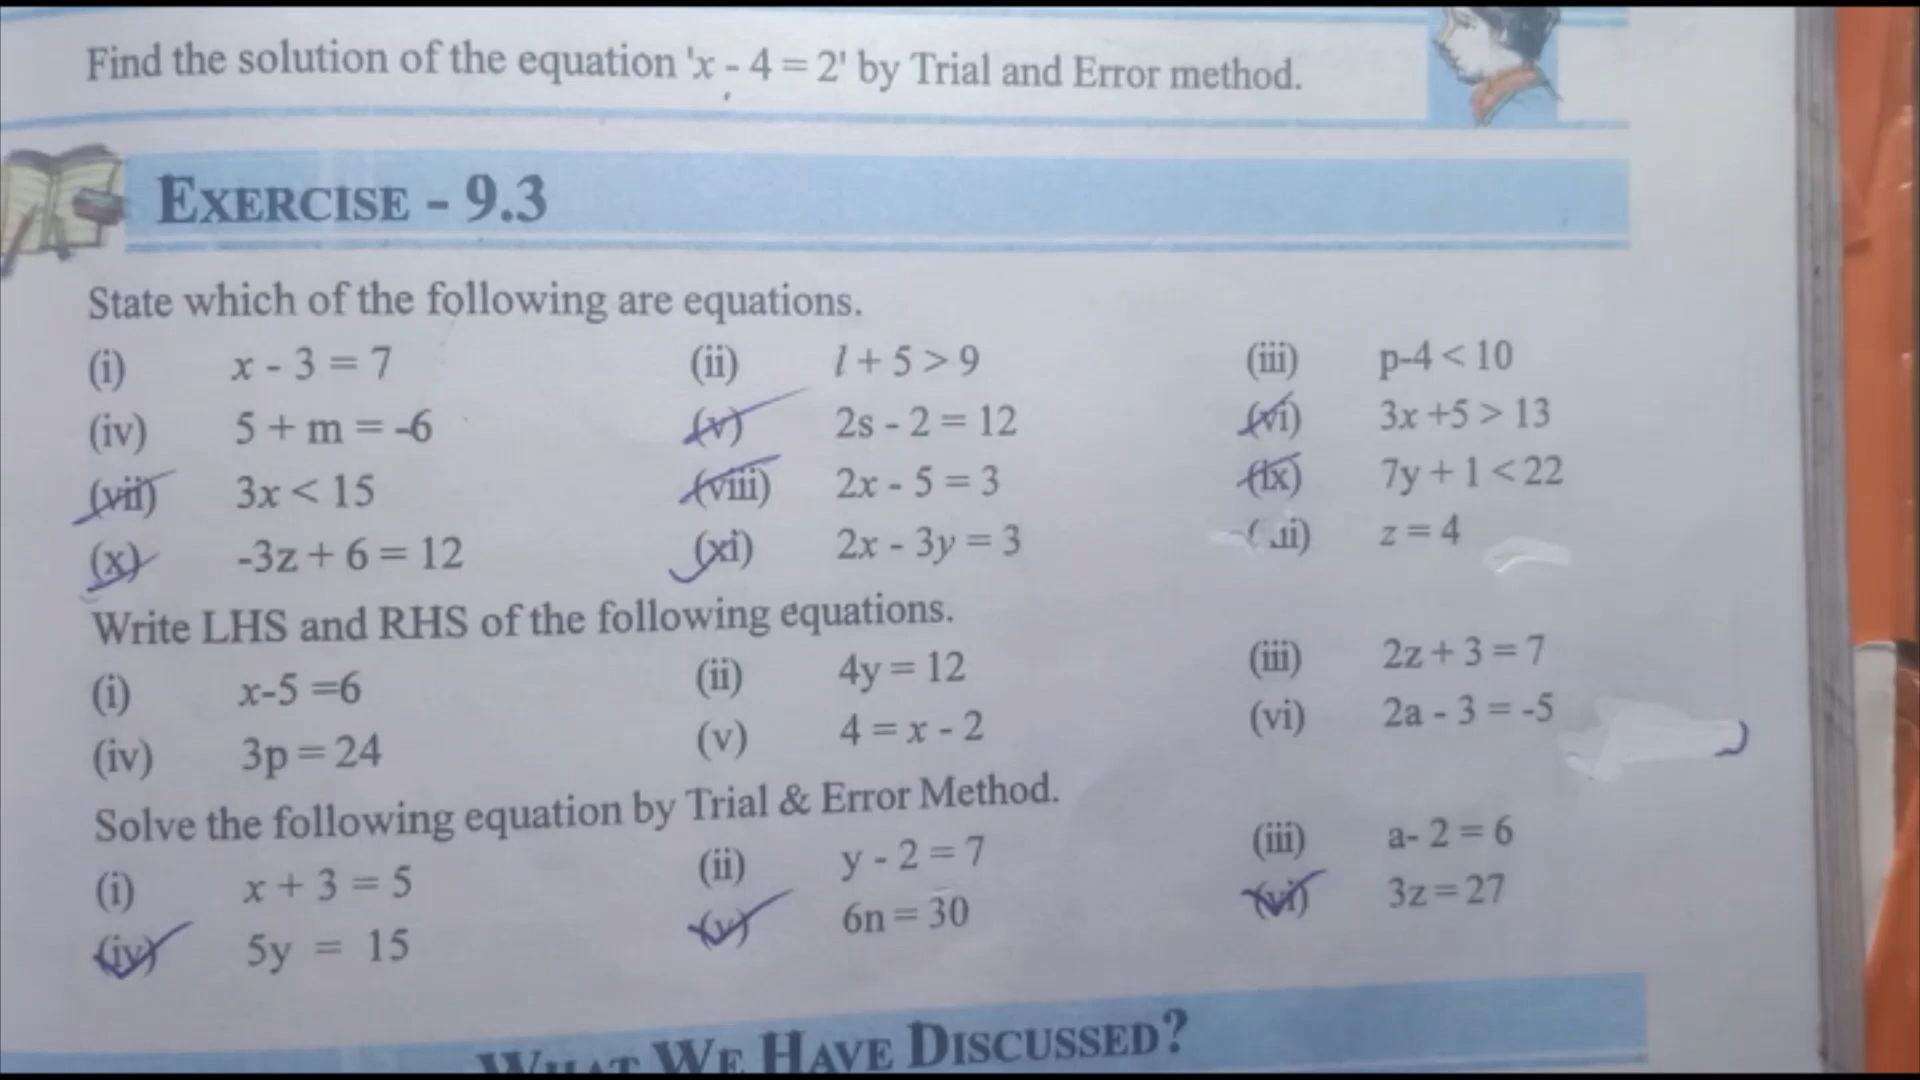 Find the solution of the equation 'x - 4 = 2' by Trial and Error method.
EXERCISE - 9.3
State which of the following are equations.
(i) x - 3 = 7 (ii) l + 5 > 9 (iii) p-4 < 10
(iv) 5 + m = -6 (v) 2s - 2 = 12 (vi) 3x +5 > 13
(vii) 3x < 15 (viii) 2x - 5 = 3 (ix) 7y + 1 < 22
(x) -3z + 6 = 12 (xi) 2x - 3y = 3 z = 4
Write LHS and RHS of the following equations.
(i) x-5 =6 (ii) 4y = 12 (iii) 2z + 3 = 7
(iv) 3p = 24 (v) 4 = x - 2 (vi) 2a - 3 = -5
Solve the following equation by Trial & Error Method.
(i) x + 3 = 5 (ii) y - 2 = 7 (iii) a- 2 = 6
(iv) 5y = 15 (v) 6n = 30 (vi) 3z = 27
WHAT WE HAVE DISCUSSED?